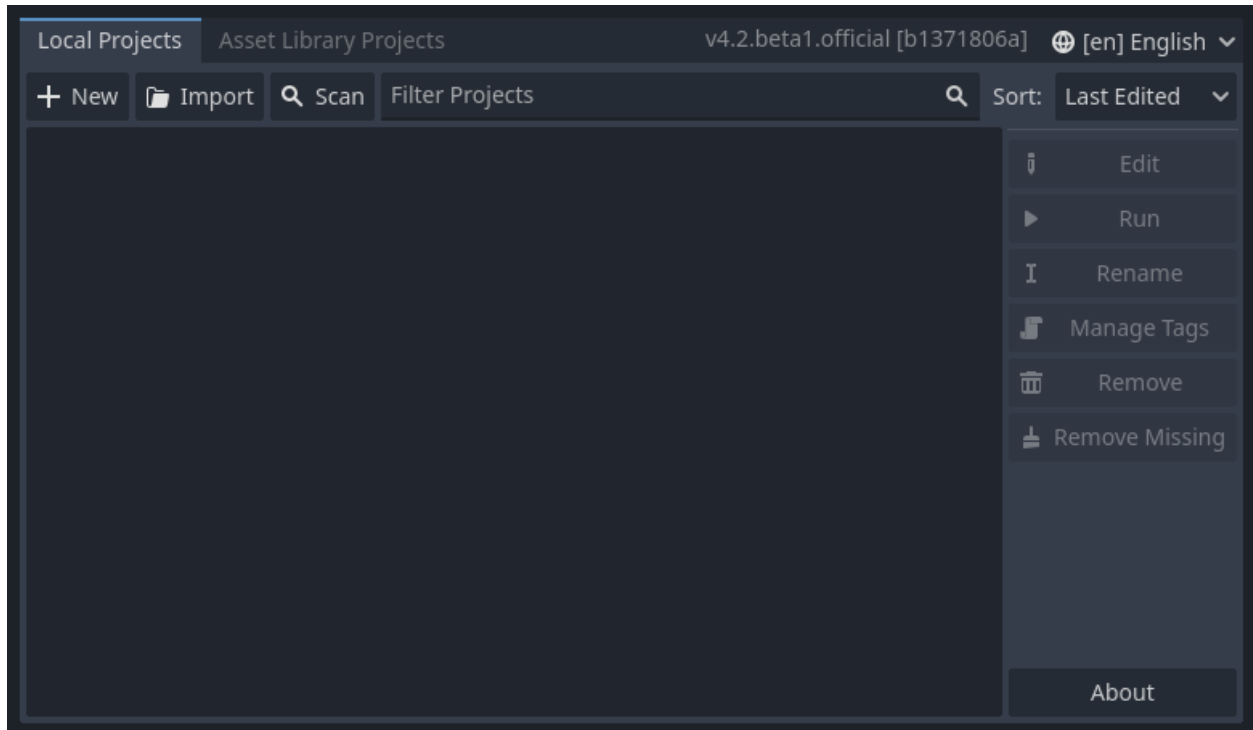 Local Projects Asset Library Projects v4.2.beta1.official [b1371806a] [en] English
New Import Scan Filter Projects Sort: Last Edited
Edit
Run
Rename
Manage Tags
Remove
Remove Missing
About